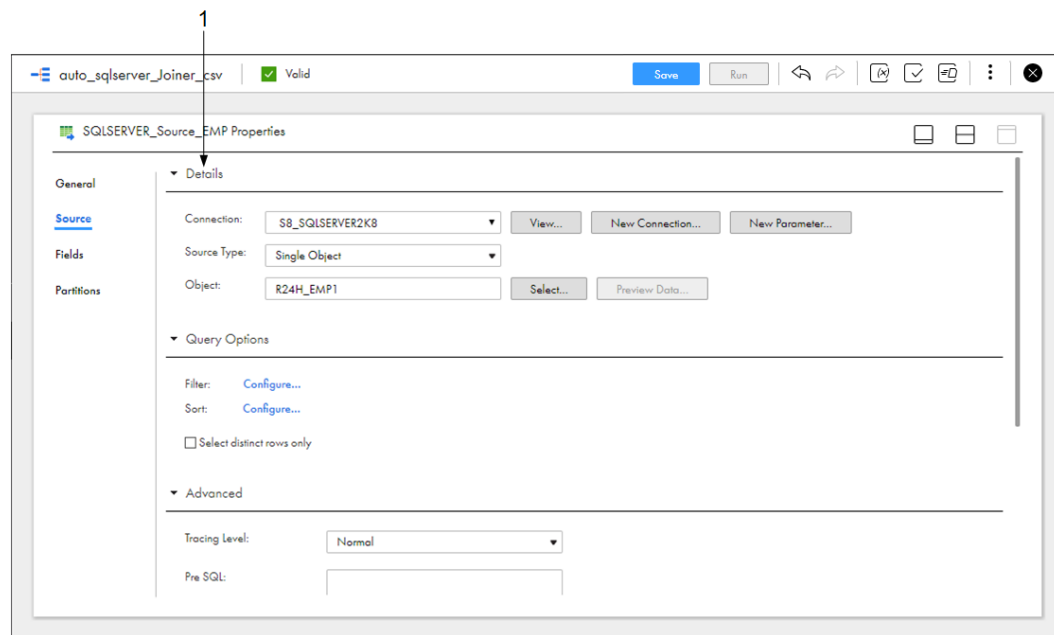 1
auto_sqlserver_Joiner_csv Valid Save Run
SQLSERVER_Source_EMP Properties
General
Source
Fields
Partitions
Details
Connection: S8_SQLSERVER2K8 View... New Connection... New Parameter...
Source Type: Single Object
Object: R24H_EMP1 Select... Preview Data...
Query Options
Filter: Configure...
Sort: Configure...
Select distinct rows only
Advanced
Tracing Level: Normal
Pre SQL: